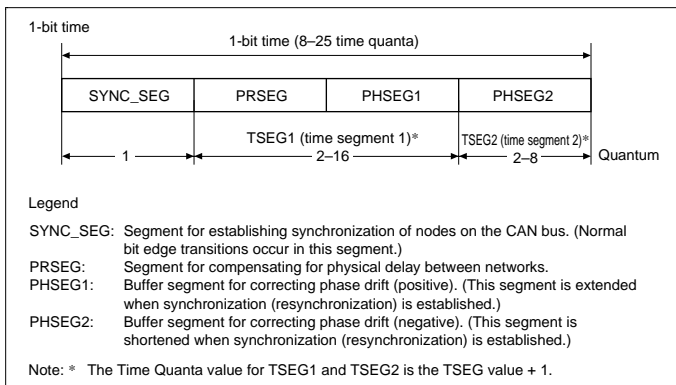 1-bit time
1-bit time (8–25 time quanta)
SYNC_SEG PRSEG PHSEG1 PHSEG2
TSEG1 (time segment 1)* TSEG2 (time segment 2)*
1 2–16 2–8 Quantum
Legend
SYNC_SEG: Segment for establishing synchronization of nodes on the CAN bus. (Normal
bit edge transitions occur in this segment.)
PRSEG: Segment for compensating for physical delay between networks.
PHSEG1: Buffer segment for correcting phase drift (positive). (This segment is extended
when synchronization (resynchronization) is established.)
PHSEG2: Buffer segment for correcting phase drift (negative). (This segment is
shortened when synchronization (resynchronization) is established.)
Note: * The Time Quanta value for TSEG1 and TSEG2 is the TSEG value + 1.